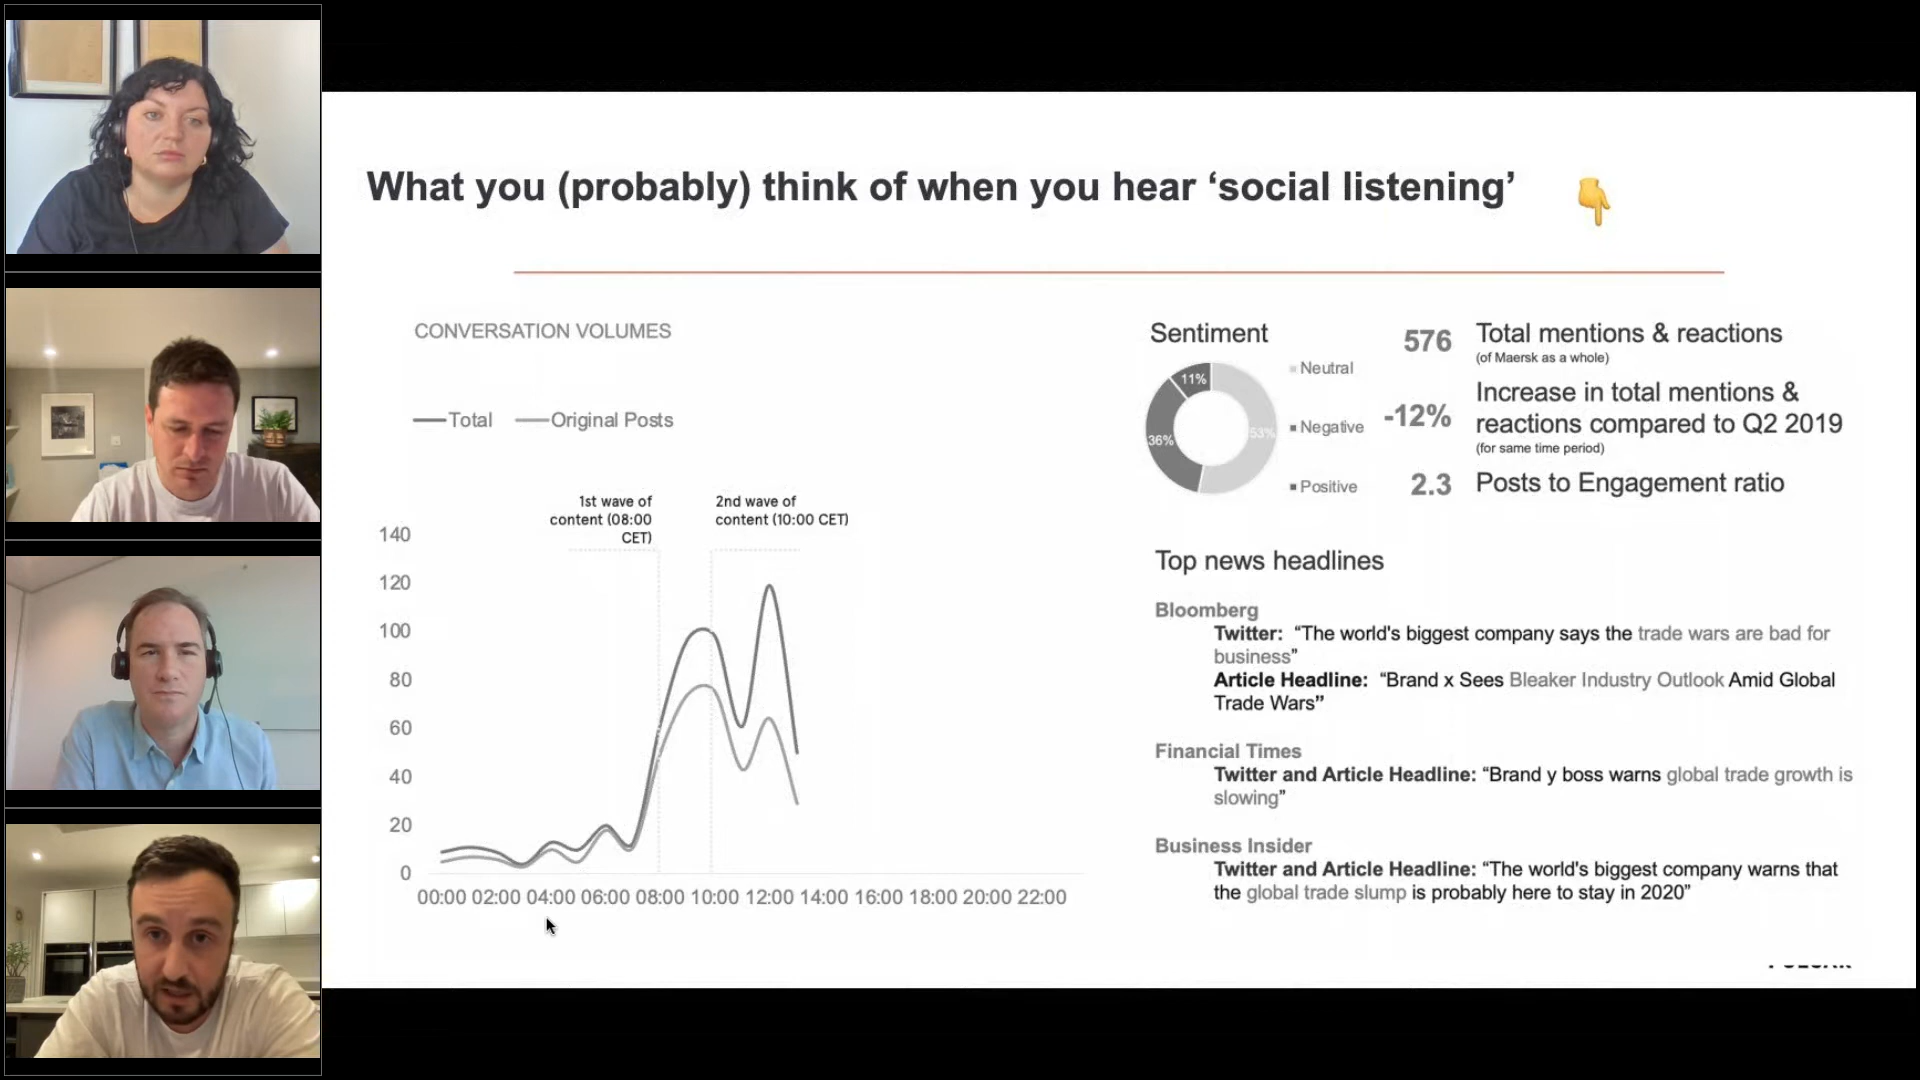 What you (probably) think of when you hear ‘social listening’
CONVERSATION VOLUMES
Total
Original Posts
1st wave of
content (08:00
CET)
2nd wave of
content (10:00 CET)
140
120
100
80
60
40
20
0
00:00 02:00 04:00 06:00 08:00 10:00 12:00 14:00 16:00 18:00 20:00 22:00
Sentiment
11%
53%
36%
Neutral
Negative
Positive
576
Total mentions & reactions
(of Maersk as a whole)
-12%
Increase in total mentions &
reactions compared to Q2 2019
(for same time period)
2.3
Posts to Engagement ratio
Top news headlines
Bloomberg
Twitter: “The world's biggest company says the trade wars are bad for
business”
Article Headline: “Brand x Sees Bleaker Industry Outlook Amid Global
Trade Wars”
Financial Times
Twitter and Article Headline: “Brand y boss warns global trade growth is
slowing”
Business Insider
Twitter and Article Headline: “The world's biggest company warns that
the global trade slump is probably here to stay in 2020”